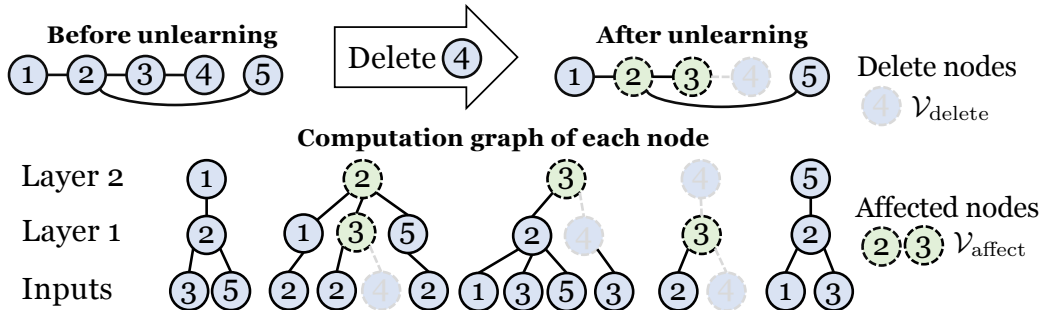 Before unlearning
Delete 4
After unlearning
1 2 3 4 5
1 2 3 4 5
Delete nodes
4 𝒱delete
Computation graph of each node
Layer 2 1 2 3 4 5
Layer 1 2 1 3 5 2 4 3 2
Affected nodes
2 3 𝒱affect
Inputs 3 5 2 2 4 2 1 3 5 3 2 4 1 3